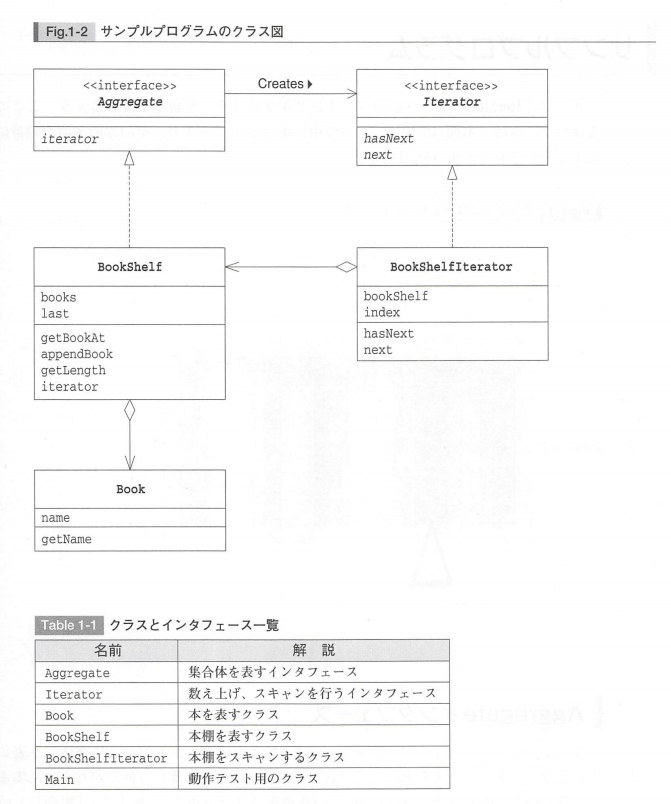 Fig.1-2 サンプルプログラムのクラス図
<<interface>>
Aggregate
iterator
Creates
<<interface>>
Iterator
hasNext
next
BookShelf
books
last
getBookAt
appendBook
getLength
iterator
BookShelfIterator
bookShelf
index
hasNext
next
Book
name
getName
Table 1-1 クラスとインタフェース一覧
名前 解 説
Aggregate 集合体を表すインタフェース
Iterator 数え上げ、スキャンを行うインタフェース
Book 本を表すクラス
BookShelf 本棚を表すクラス
BookShelfIterator 本棚をスキャンするクラス
Main 動作テスト用のクラス